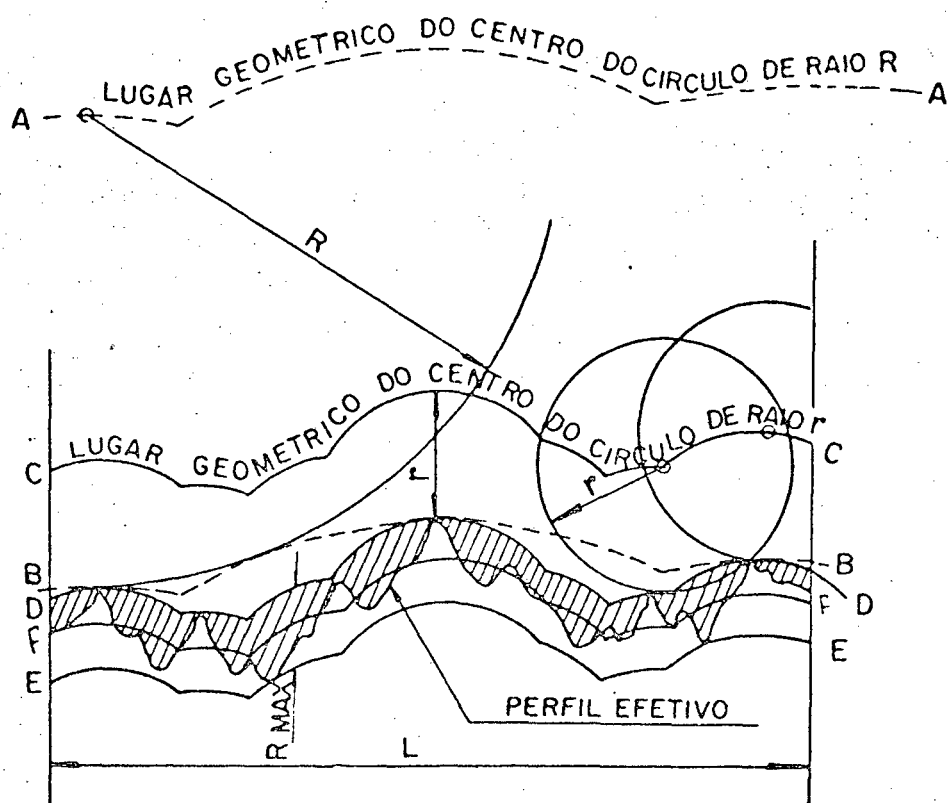 LUGAR GEOMETRICO DO CENTRO DO CIRCULO DE RAIO R
A
A
R
LUGAR GEOMETRICO DO CENTRO DO CIRCULO DE RAIO r
C
C
r
r
B
B
D
D
F
F
E
E
R MAX
PERFIL EFETIVO
L